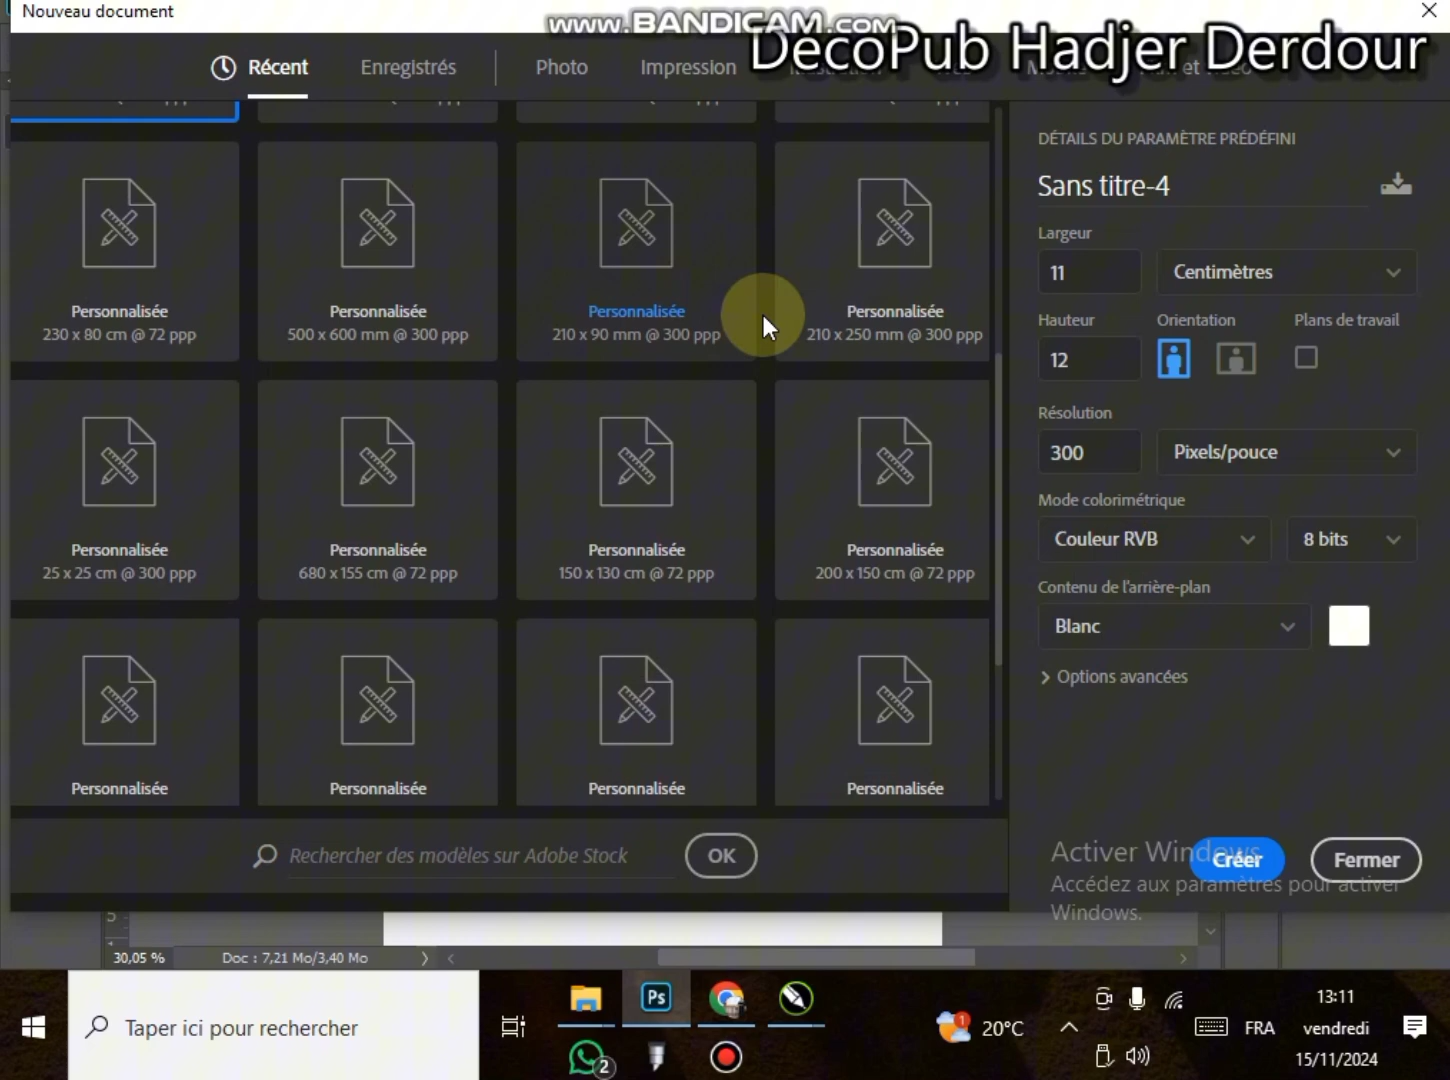 Nouveau document
www.BANDICAM.com
DécoPub Hadjer Derdour
Récent
Enregistrés
Photo
Impression
DÉTAILS DU PARAMÈTRE PRÉDÉFINI
Sans titre-4
Largeur
11
Centimètres
Hauteur
Orientation
Plans de travail
12
Résolution
300
Pixels/pouce
Mode colorimétrique
Couleur RVB
8 bits
Contenu de l'arrière-plan
Blanc
Options avancées
Personnalisée
230 x 80 cm @ 72 ppp
Personnalisée
500 x 600 mm @ 300 ppp
Personnalisée
210 x 90 mm @ 300 ppp
Personnalisée
210 x 250 mm @ 300 ppp
Personnalisée
25 x 25 cm @ 300 ppp
Personnalisée
680 x 155 cm @ 72 ppp
Personnalisée
150 x 130 cm @ 72 ppp
Personnalisée
200 x 150 cm @ 72 ppp
Personnalisée
Personnalisée
Personnalisée
Personnalisée
Rechercher des modèles sur Adobe Stock
OK
Activer Windows
Accédez aux paramètres pour activer
Windows.
Créer
Fermer
5
30,05 %
Doc : 7,21 Mo/3,40 Mo
Taper ici pour rechercher
Ps
2
1
20°C
FRA
13:11
vendredi
15/11/2024